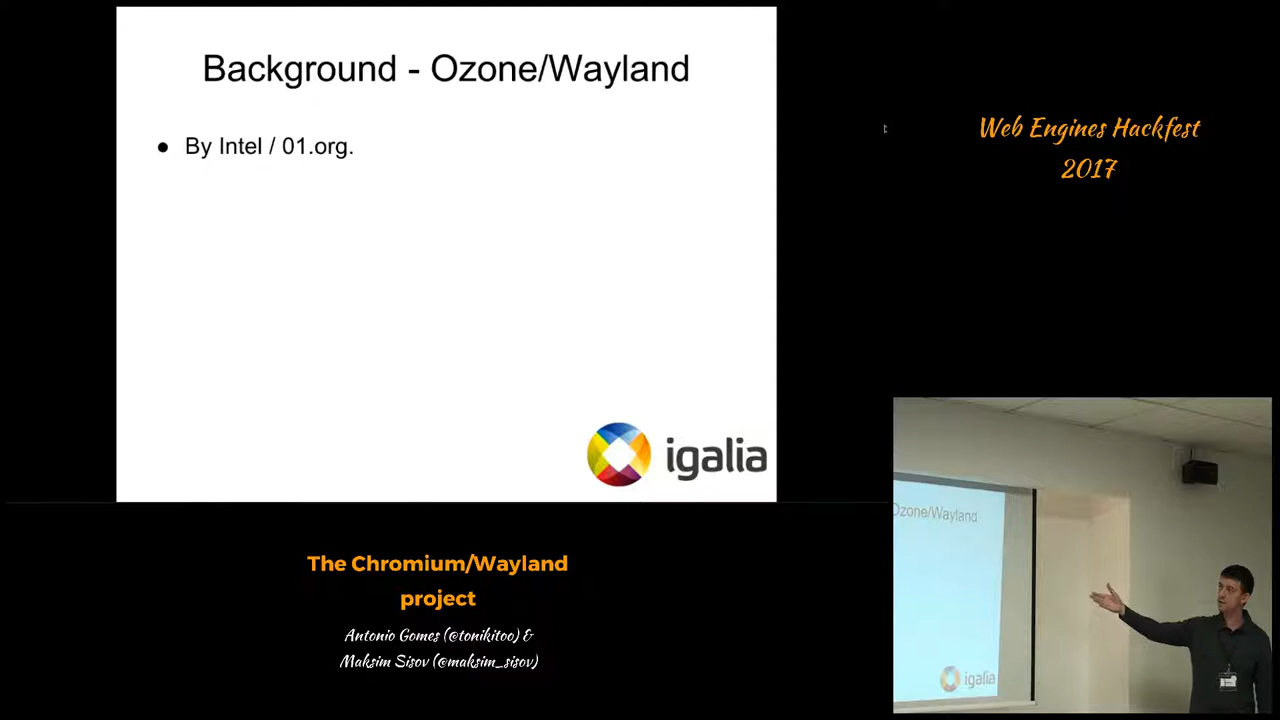 Background - Ozone/Wayland
● By Intel / 01.org.
igalia
Web Engines Hackfest
2017
Ozone/Wayland
igalia
The Chromium/Wayland
project
Antonio Gomes (@tonikitoo) &
Maksim Sisov (@maksim_sisov)